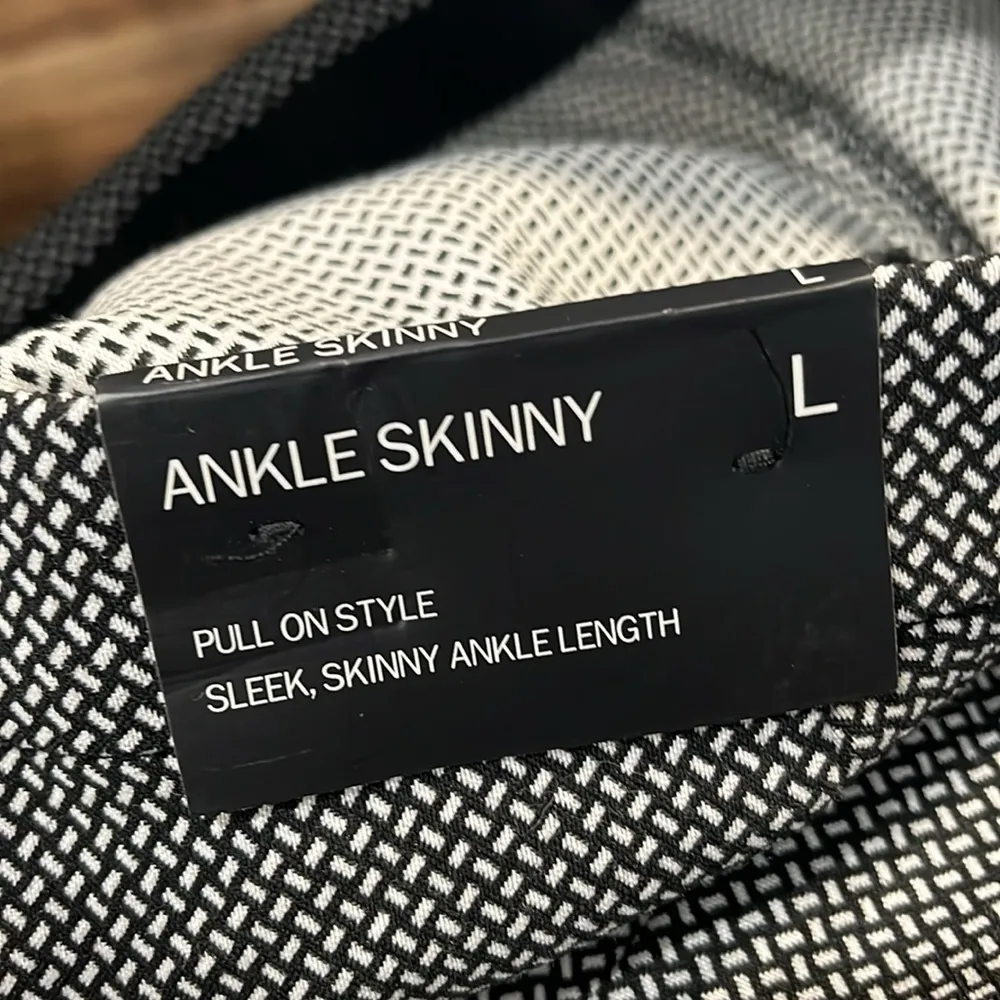 ANKLE SKINNY L
ANKLE SKINNY L
PULL ON STYLE
SLEEK, SKINNY ANKLE LENGTH